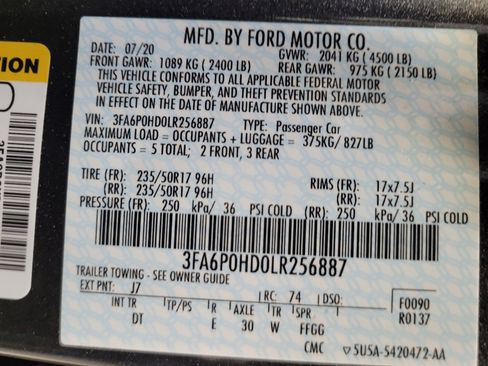 MFD. BY FORD MOTOR CO.
DATE: 07/20 GVWR: 2041 KG ( 4500 LB)
FRONT GAWR: 1089 KG ( 2400 LB) REAR GAWR: 975 KG ( 2150 LB)
THIS VEHICLE CONFORMS TO ALL APPLICABLE FEDERAL MOTOR
VEHICLE SAFETY, BUMPER, AND THEFT PREVENTION STANDARDS
IN EFFECT ON THE DATE OF MANUFACTURE SHOWN ABOVE.
VIN: 3FA6P0HD0LR256887 TYPE: Passenger Car
MAXIMUM LOAD = OCCUPANTS + LUGGAGE = 375KG/ 827LB
OCCUPANTS = 5 TOTAL; 2 FRONT, 3 REAR
TIRE (FR): 235/50R17 96H RIMS (FR): 17x7.5J
(RR): 235/50R17 96H (RR): 17x7.5J
PRESSURE (FR) = 250 kPa/ 36 PSI COLD (RR) 250 kPa/ 36 PSI COLD
3FA6P0HD0LR256887
TRAILER TOWING - SEE OWNER GUIDE
EXT PNT: J7 RC: 74 DSO: F0090
INT TR TP/PS R AXLE TR SPR R0137
DT E 30 W FFGG
CMC ▽5U5A-5420472-AA
TION